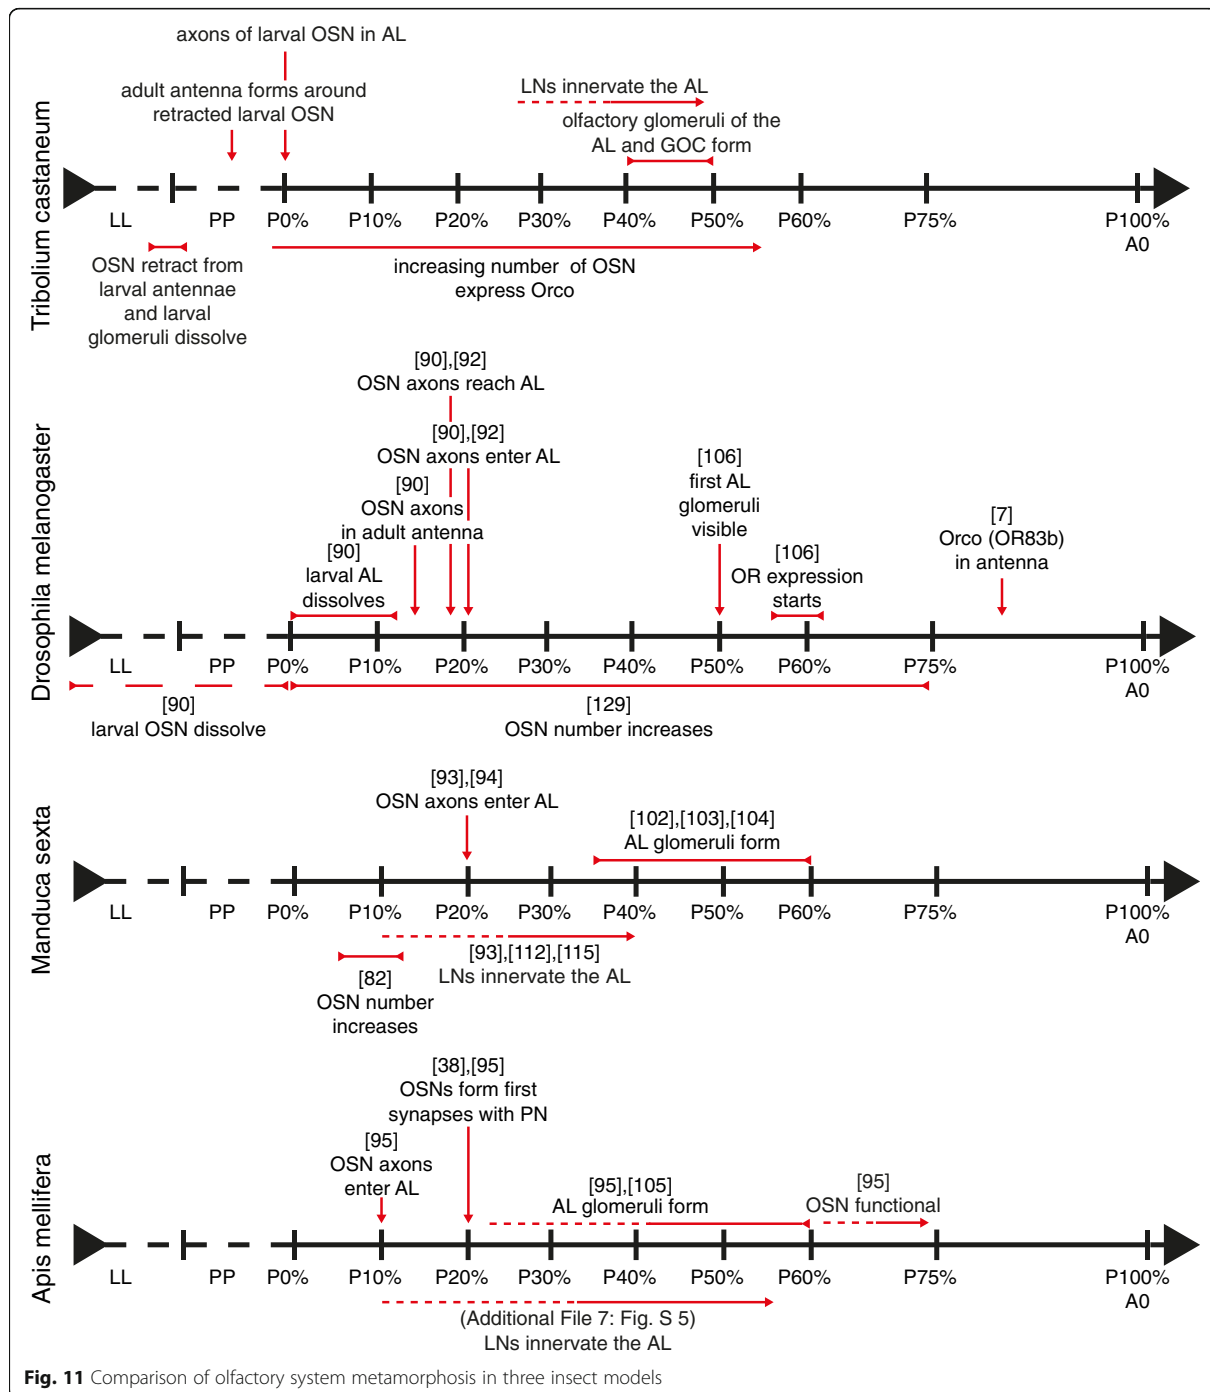 axons of larval OSN in AL
adult antenna forms around
retracted larval OSN
LNs innervate the AL
olfactory glomeruli of the
AL and GOC form
Tribolium castaneum
LL PP P0% P10% P20% P30% P40% P50% P60% P75% P100%
A0
OSN retract from
larval antennae
and larval
glomeruli dissolve
increasing number of OSN
express Orco
[90],[92]
OSN axons reach AL
[90],[92]
OSN axons enter AL
[90]
OSN axons
in adult antenna
[90]
larval AL
dissolves
[106]
first AL
glomeruli
visible
[106]
OR expression
starts
[7]
Orco (OR83b)
in antenna
Drosophila melanogaster
LL PP P0% P10% P20% P30% P40% P50% P60% P75% P100%
A0
[90]
larval OSN dissolve
[129]
OSN number increases
[93],[94]
OSN axons enter AL
[102],[103],[104]
AL glomeruli form
Manduca sexta
LL PP P0% P10% P20% P30% P40% P50% P60% P75% P100%
A0
[93],[112],[115]
LNs innervate the AL
[82]
OSN number
increases
[38],[95]
OSNs form first
synapses with PN
[95]
OSN axons
enter AL
[95],[105]
AL glomeruli form
[95]
OSN functional
Apis mellifera
LL PP P0% P10% P20% P30% P40% P50% P60% P75% P100%
A0
(Additional File 7: Fig. S 5)
LNs innervate the AL
Fig. 11 Comparison of olfactory system metamorphosis in three insect models